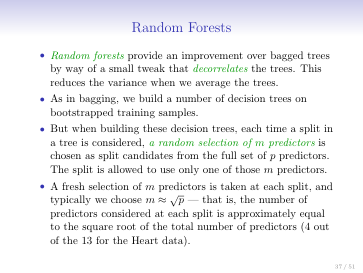 Random Forests
• Random forests provide an improvement over bagged trees
by way of a small tweak that decorrelates the trees. This
reduces the variance when we average the trees.
• As in bagging, we build a number of decision trees on
bootstrapped training samples.
• But when building these decision trees, each time a split in
a tree is considered, a random selection of m predictors is
chosen as split candidates from the full set of p predictors.
The split is allowed to use only one of those m predictors.
• A fresh selection of m predictors is taken at each split, and
typically we choose m ≈ √p — that is, the number of
predictors considered at each split is approximately equal
to the square root of the total number of predictors (4 out
of the 13 for the Heart data).
37 / 51